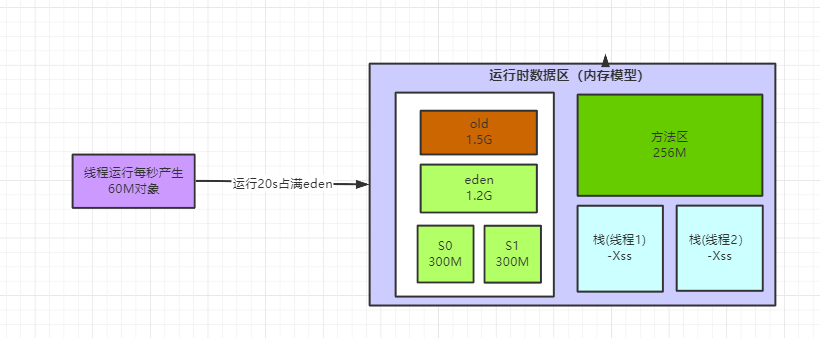 运行时数据区（内存模型）
old
1.5G
方法区
256M
线程运行每秒产生
60M对象
运行20s占满eden
eden
1.2G
S0
300M
S1
300M
栈(线程1)
-Xss
栈(线程2)
-Xss